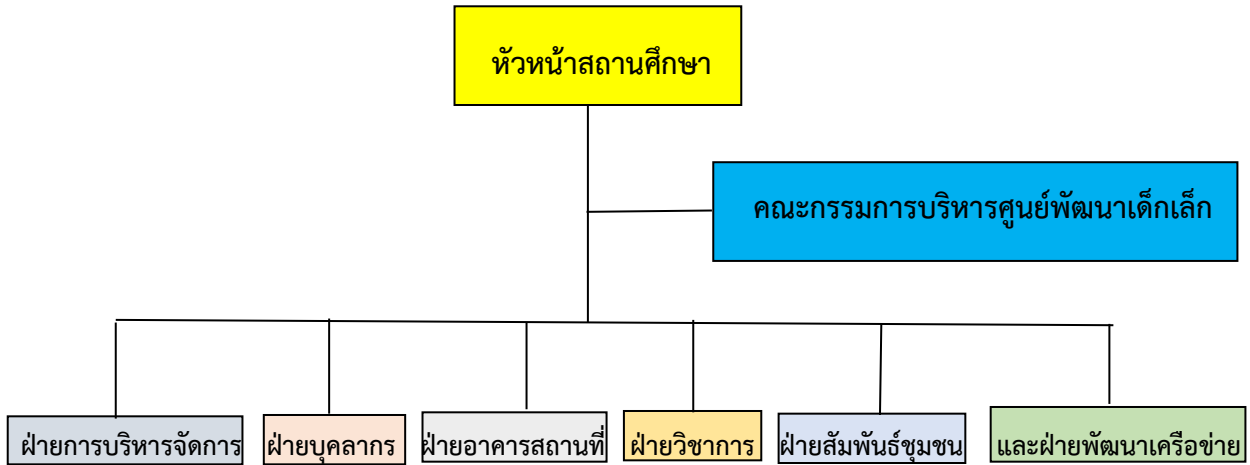 หัวหน้าสถานศึกษา
คณะกรรมการบริหารศูนย์พัฒนาเด็กเล็ก
ฝ่ายการบริหารจัดการ
ฝ่ายบุคลากร
ฝ่ายอาคารสถานที่
ฝ่ายวิชาการ
ฝ่ายสัมพันธ์ชุมชน
และฝ่ายพัฒนาเครือข่าย